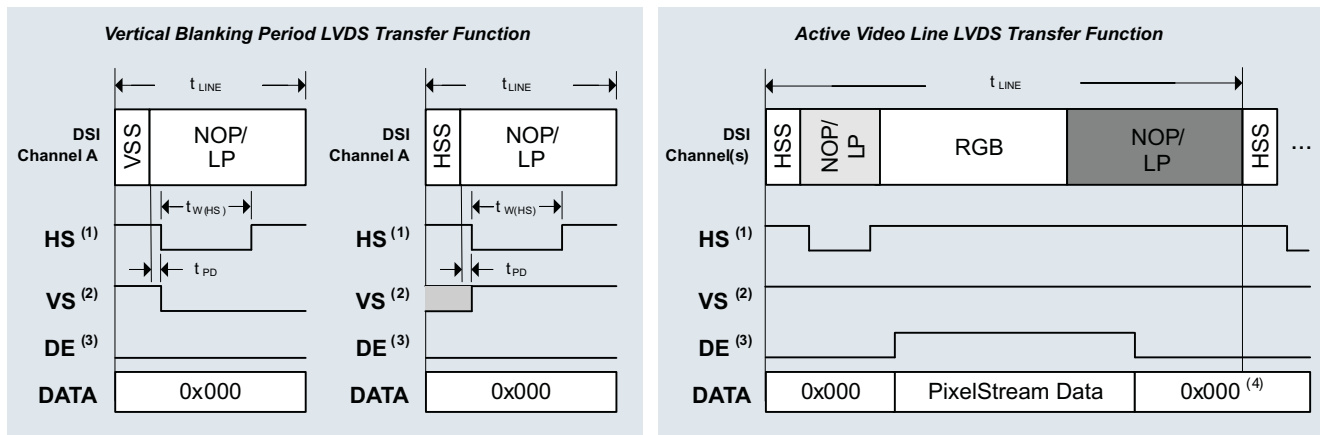 Vertical Blanking Period LVDS Transfer Function
t LINE
t LINE
DSI
Channel A
VSS
NOP/
LP
DSI
Channel A
HSS
NOP/
LP
t W(HS)
t W(HS)
HS (1)
HS (1)
t PD
t PD
VS (2)
VS (2)
DE (3)
DE (3)
DATA
0x000
DATA
0x000
Active Video Line LVDS Transfer Function
t LINE
DSI
Channel(s)
HSS
NOP/
LP
RGB
NOP/
LP
HSS
...
HS (1)
VS (2)
DE (3)
DATA
0x000
PixelStream Data
0x000 (4)